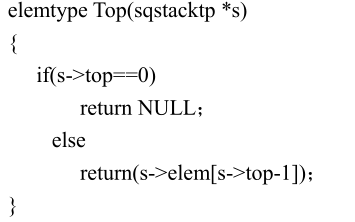 elemtype Top(sqstacktp *s)
{
if(s->top==0)
return NULL；
else
return(s->elem[s->top-1])；
}